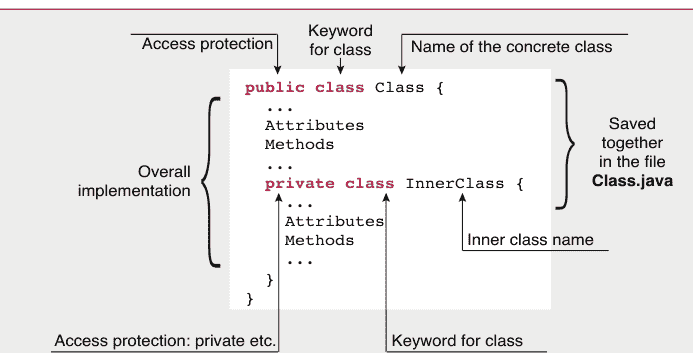 Access protection
Keyword
for class
Name of the concrete class
public class Class {
...
Attributes
Methods
...
private class InnerClass {
...
Attributes
Methods
...
}
}
Overall
implementation
Saved
together
in the file
Class.java
Inner class name
Access protection: private etc.
Keyword for class